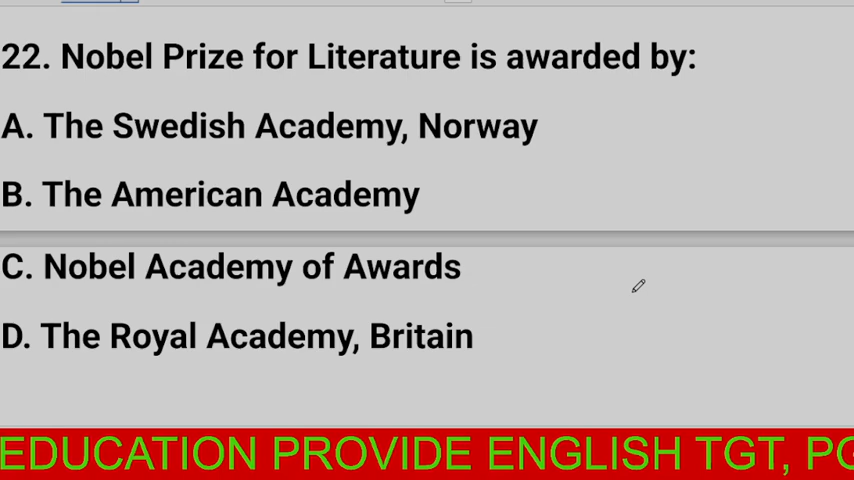 22. Nobel Prize for Literature is awarded by:
A. The Swedish Academy, Norway
B. The American Academy
C. Nobel Academy of Awards
D. The Royal Academy, Britain
EDUCATION PROVIDE ENGLISH TGT, PG